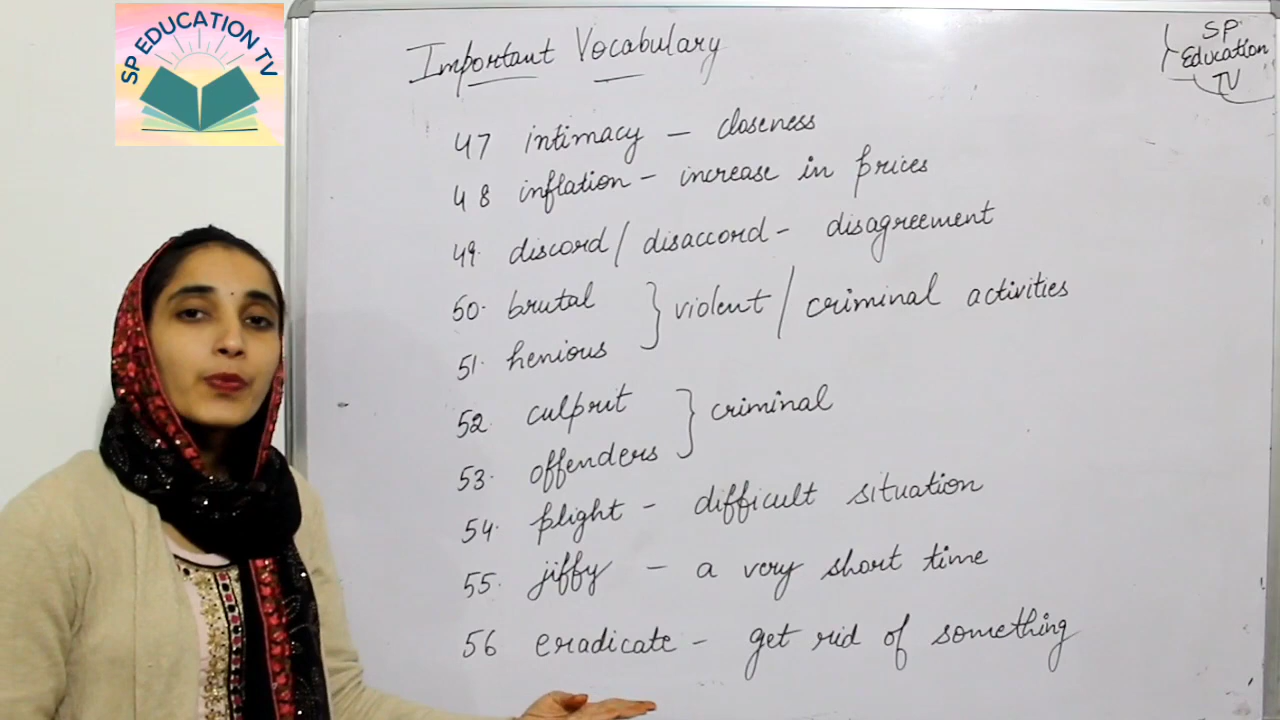 SP EDUCATION TV
Important Vocabulary
SP
Education
TV
47 intimacy - closeness
48 inflation - increase in prices
49. discord / disaccord - disagreement
50. brutal } violent / criminal activities
51. henious
52. culprit } criminal
53. offenders
54. plight - difficult situation
55. jiffy - a very short time
56 eradicate - get rid of something